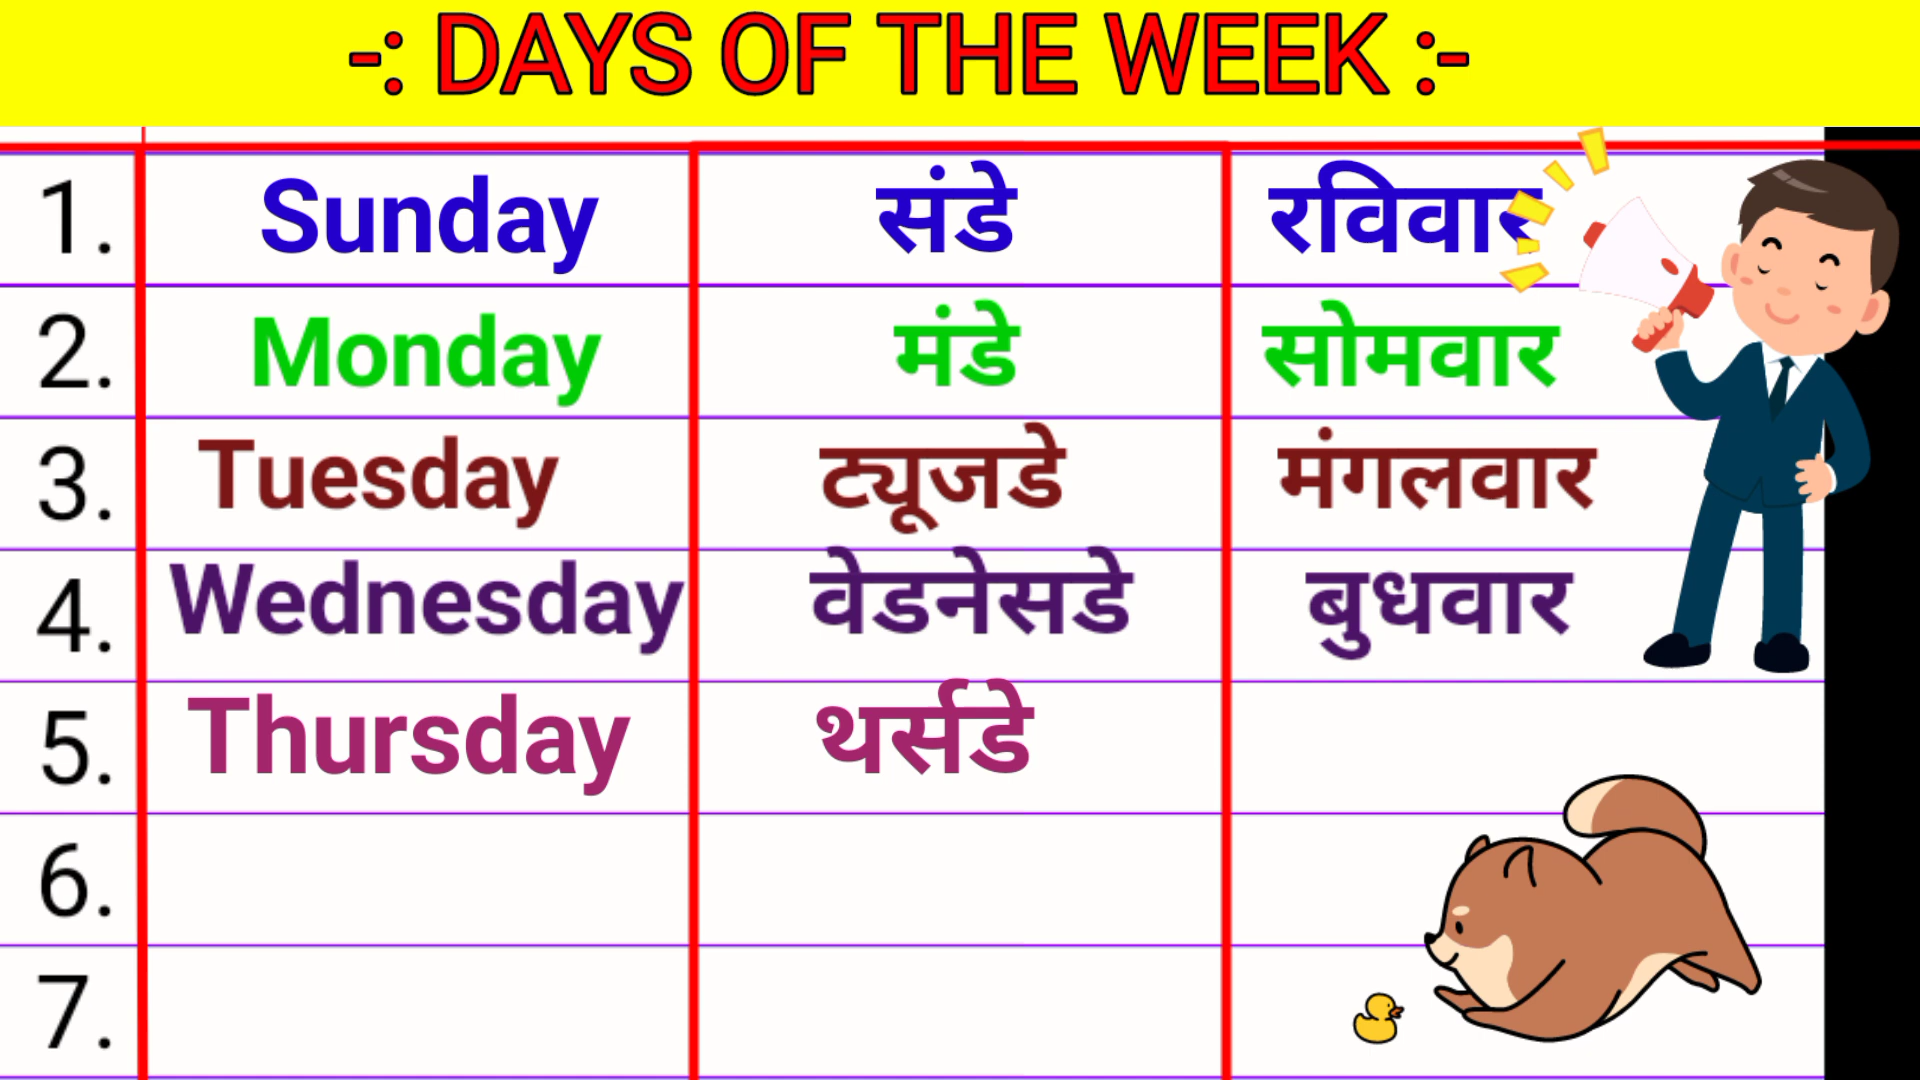 -: DAYS OF THE WEEK :-
1. Sunday संडे रविवार
2. Monday मंडे सोमवार
3. Tuesday ट्यूजडे मंगलवार
4. Wednesday वेडनेसडे बुधवार
5. Thursday थर्सडे
6.
7.